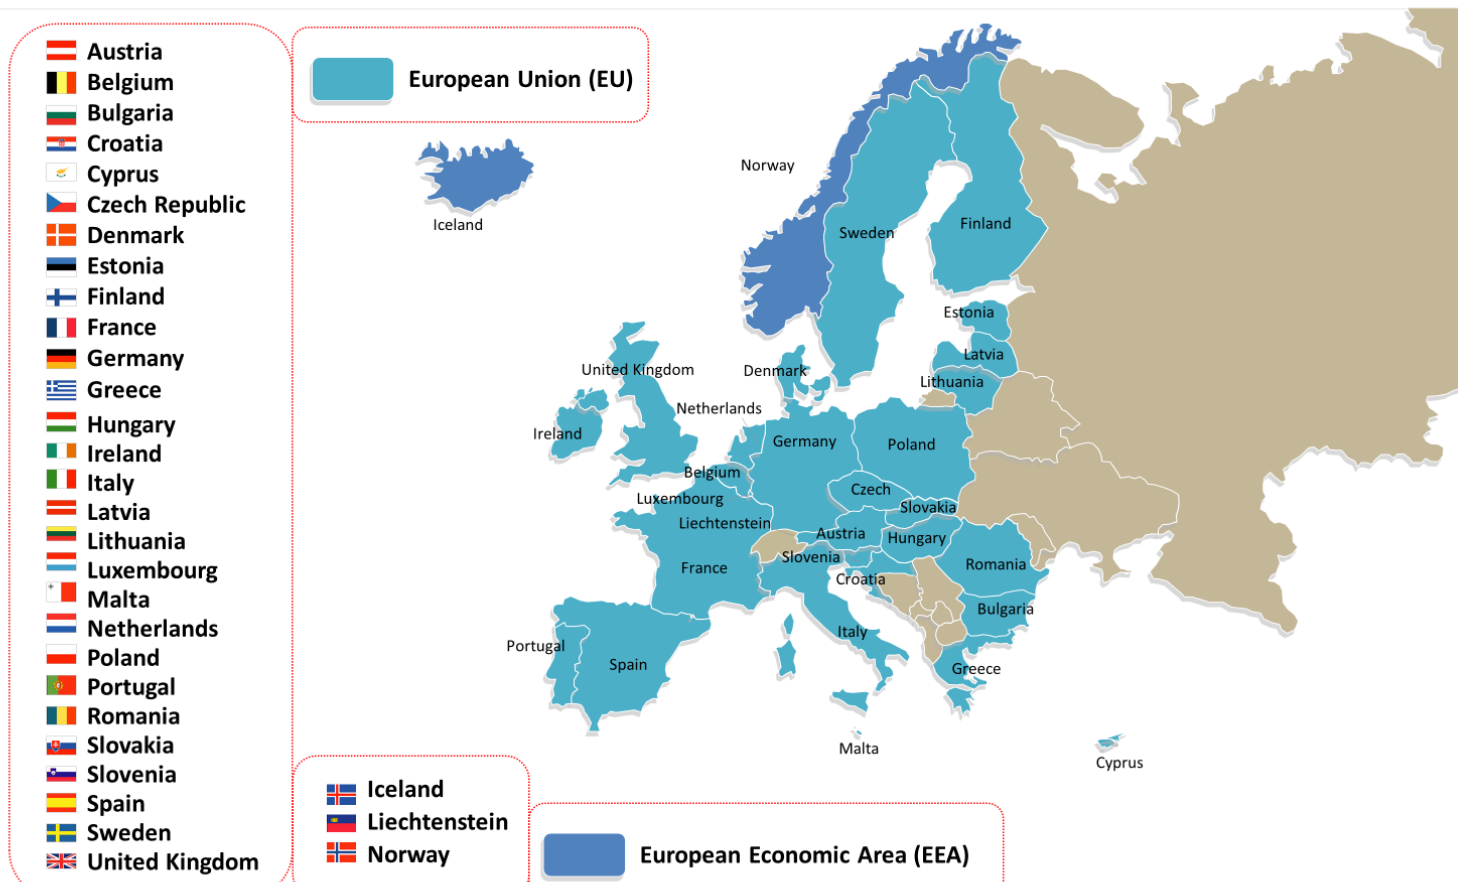 Austria
Belgium
Bulgaria
Croatia
Cyprus
Czech Republic
Denmark
Estonia
Finland
France
Germany
Greece
Hungary
Ireland
Italy
Latvia
Lithuania
Luxembourg
Malta
Netherlands
Poland
Portugal
Romania
Slovakia
Slovenia
Spain
Sweden
United Kingdom
European Union (EU)
Iceland
Norway
Sweden
Finland
Estonia
Latvia
Lithuania
United Kingdom
Denmark
Netherlands
Ireland
Germany
Poland
Belgium
Czech
Luxembourg
Slovakia
Liechtenstein
Austria
Hungary
Slovenia
France
Romania
Croatia
Bulgaria
Italy
Portugal
Spain
Greece
Malta
Cyprus
Iceland
Liechtenstein
Norway
European Economic Area (EEA)